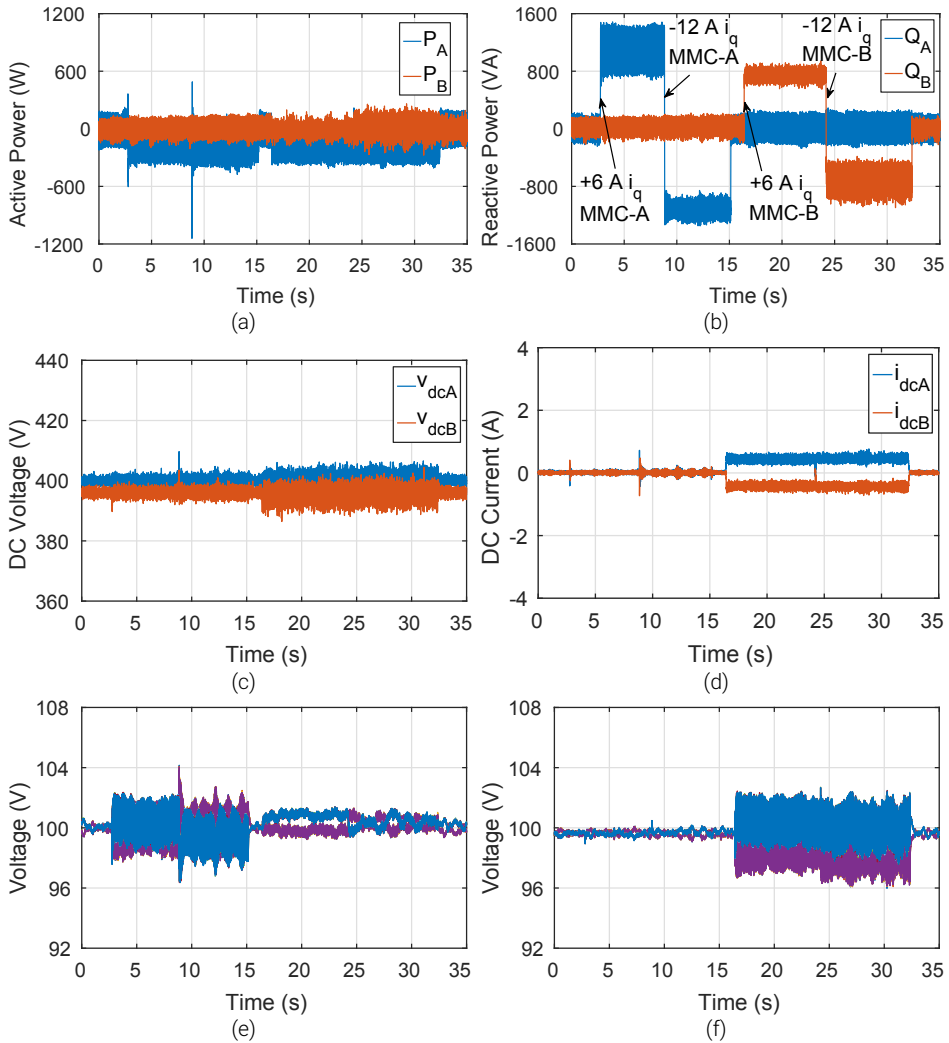 Active Power (W)
1200
600
0
-600
-1200
P_A
P_B
0 5 10 15 20 25 30 35
Time (s)
(a)
Reactive Power (VA)
1600
800
0
-800
-1600
-12 A i_q
MMC-A
-12 A i_q
MMC-B
Q_A
Q_B
+6 A i_q
MMC-A
+6 A i_q
MMC-B
0 5 10 15 20 25 30 35
Time (s)
(b)
DC Voltage (V)
440
420
400
380
360
v_dcA
v_dcB
0 5 10 15 20 25 30 35
Time (s)
(c)
DC Current (A)
4
2
0
-2
-4
i_dcA
i_dcB
0 5 10 15 20 25 30 35
Time (s)
(d)
Voltage (V)
108
104
100
96
92
0 5 10 15 20 25 30 35
Time (s)
(e)
Voltage (V)
108
104
100
96
92
0 5 10 15 20 25 30 35
Time (s)
(f)